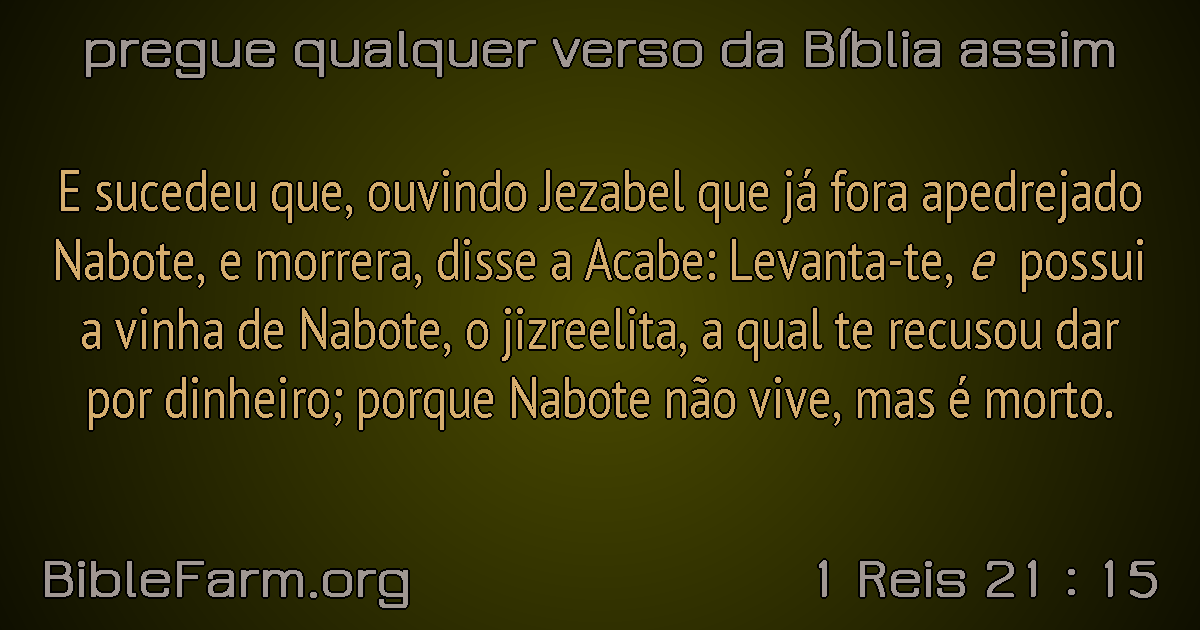 pregue qualquer verso da Bíblia assim
E sucedeu que, ouvindo Jezabel que já fora apedrejado
Nabote, e morrera, disse a Acabe: Levanta-te, e possui
a vinha de Nabote, o jizreelita, a qual te recusou dar
por dinheiro; porque Nabote não vive, mas é morto.
BibleFarm.org
1 Reis 21 : 15